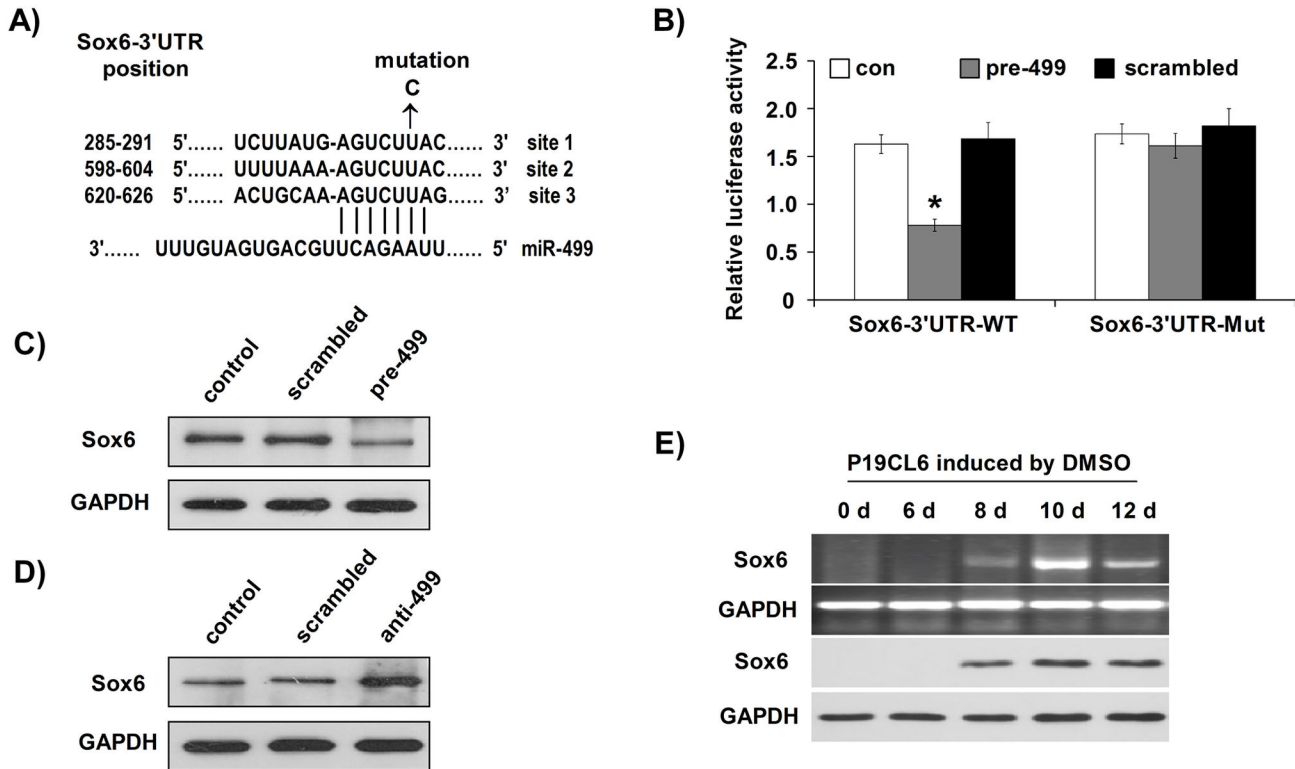 A)
Sox6-3'UTR
position
mutation
C
285-291 5'...... UCUUAUG-AGUCUUAC...... 3' site 1
598-604 5'...... UUUUAAA-AGUCUUAC...... 3' site 2
620-626 5'...... ACUGCAA-AGUCUUAG...... 3’ site 3
3'...... UUUGUAGUGACGUUCAGAAUU...... 5' miR-499
B)
Relative luciferase activity
2.5
2.0
1.5
1.0
0.5
0
con pre-499 scrambled
*
Sox6-3'UTR-WT Sox6-3'UTR-Mut
C)
control scrambled pre-499
Sox6
GAPDH
D)
control scrambled anti-499
Sox6
GAPDH
E)
P19CL6 induced by DMSO
0 d 6 d 8 d 10 d 12 d
Sox6
GAPDH
Sox6
GAPDH